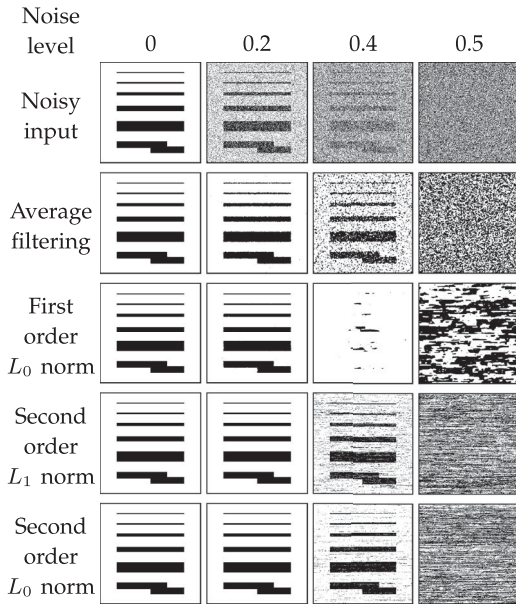 Noise
level 0 0.2 0.4 0.5
Noisy
input
Average
filtering
First
order
L₀ norm
Second
order
L₁ norm
Second
order
L₀ norm